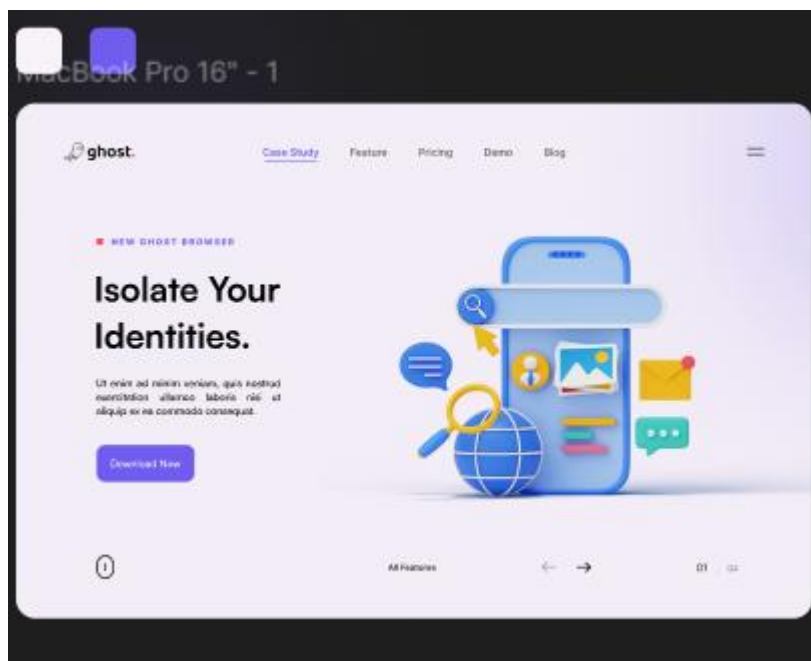 MacBook Pro 16" - 1
ghost.
Case Study Feature Pricing Demo Blog
NEW GHOST BROWSER
Isolate Your
Identities.
Ut enim ad minim veniam, quis nostrud
exercitation ullamco laboris nisi ut
aliquip ex ea commodo consequat.
Download Now
All Features
01